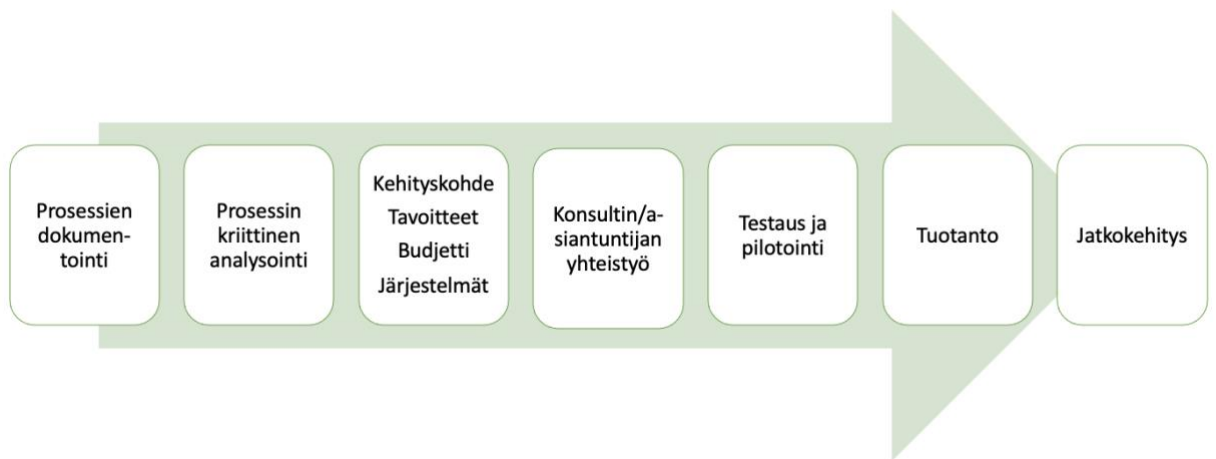 Prosessien
dokumen-
tointi
Prosessin
kriittinen
analysointi
Kehityskohde
Tavoitteet
Budjetti
Järjestelmät
Konsultin/a-
siantuntijan
yhteistyö
Testaus ja
pilotointi
Tuotanto
Jatkokehitys